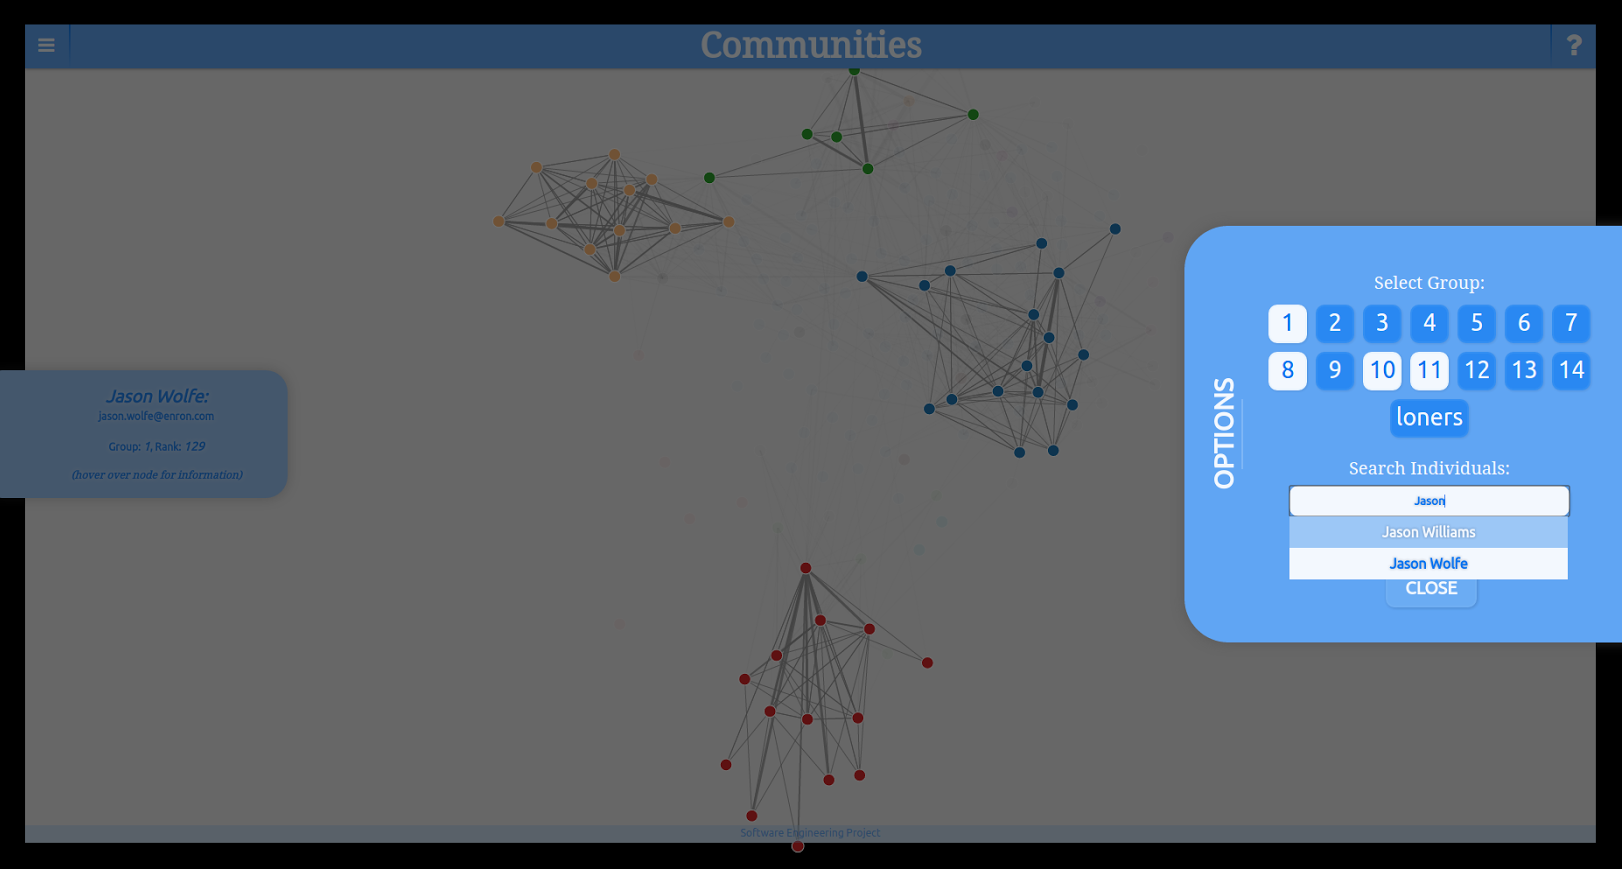 Communities
?
Jason Wolfe:
jason.wolfe@enron.com
Group: 1, Rank: 129
(hover over node for information)
OPTIONS
Select Group:
1 2 3 4 5 6 7
8 9 10 11 12 13 14
loners
Search Individuals:
Jason
Jason Williams
Jason Wolfe
CLOSE
Software Engineering Project